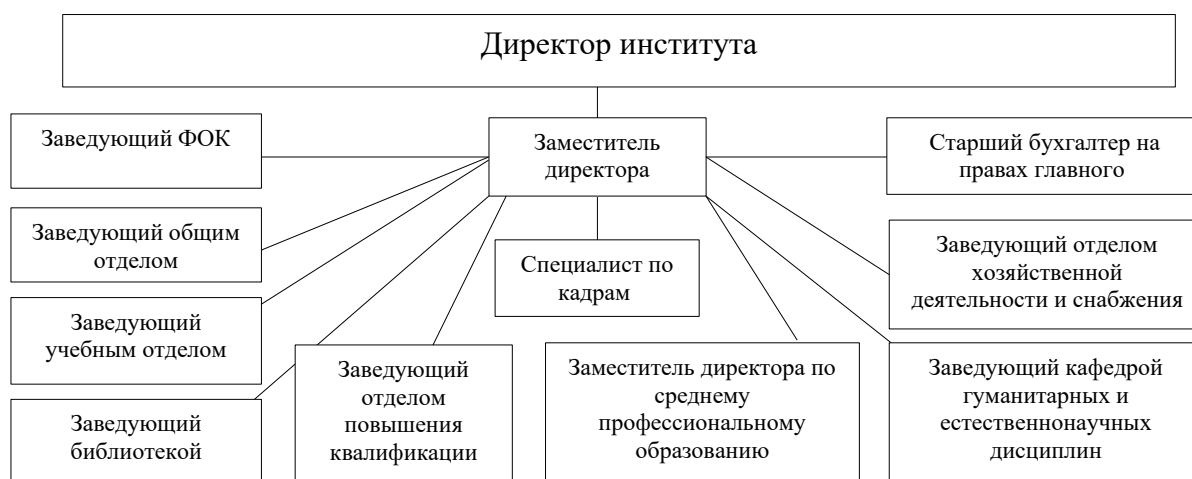 Директор института
Заведующий ФОК
Заместитель
директора
Старший бухгалтер на
правах главного
Заведующий общим
отделом
Специалист по
кадрам
Заведующий отделом
хозяйственной
деятельности и снабжения
Заведующий
учебным отделом
Заведующий
библиотекой
Заведующий
отделом
повышения
квалификации
Заместитель директора по
среднему
профессиональному
образованию
Заведующий кафедрой
гуманитарных и
естественнонаучных
дисциплин